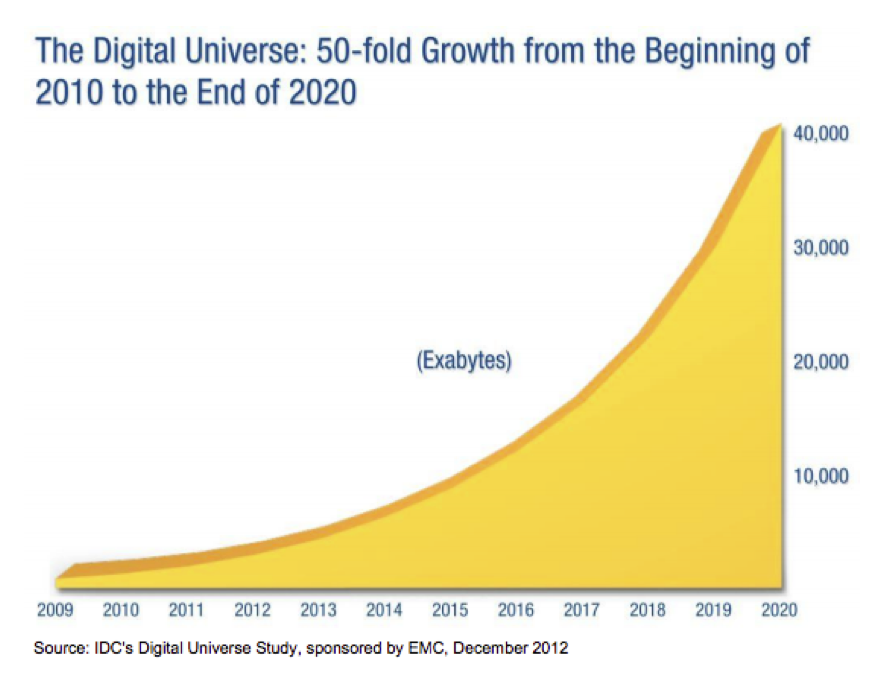 The Digital Universe: 50-fold Growth from the Beginning of
2010 to the End of 2020
40,000
30,000
(Exabytes)
20,000
10,000
2009 2010 2011 2012 2013 2014 2015 2016 2017 2018 2019 2020
Source: IDC's Digital Universe Study, sponsored by EMC, December 2012